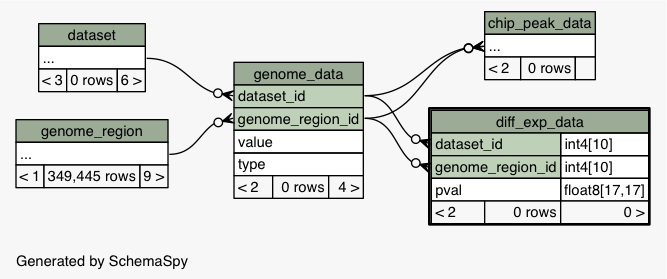 dataset
...
< 3 0 rows 6 >
genome_region
...
< 1 349,445 rows 9 >
genome_data
dataset_id
genome_region_id
value
type
< 2 0 rows 4 >
chip_peak_data
...
< 2 0 rows
diff_exp_data
dataset_id int4[10]
genome_region_id int4[10]
pval float8[17,17]
< 2 0 rows 0 >
Generated by SchemaSpy